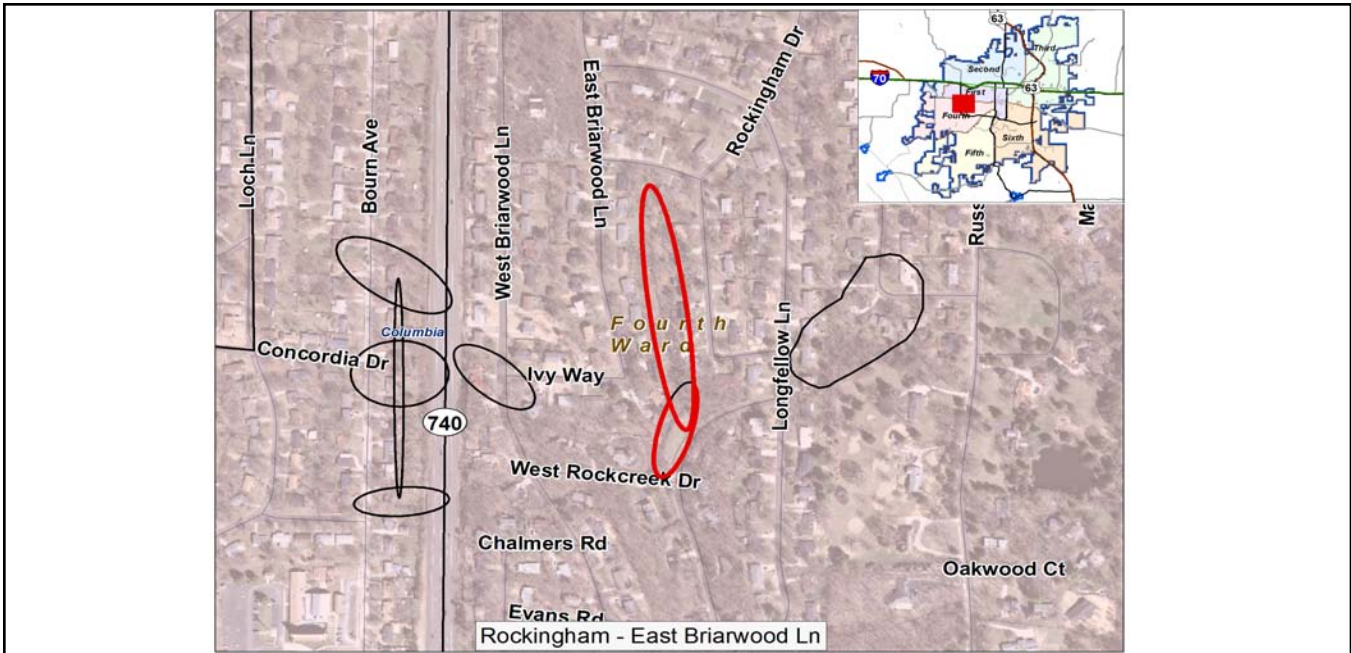 63
Third
Second
70
63
First
Fourth
Sixth
Fifth
Rockingham Dr
East Briarwood Ln
West Briarwood Ln
Bourn Ave
Loch Ln
Russ
Ma
Longfellow Ln
Fourth
Ward
Columbia
Concordia Dr
Ivy Way
740
West Rockcreek Dr
Chalmers Rd
Oakwood Ct
Evans Rd
Rockingham - East Briarwood Ln